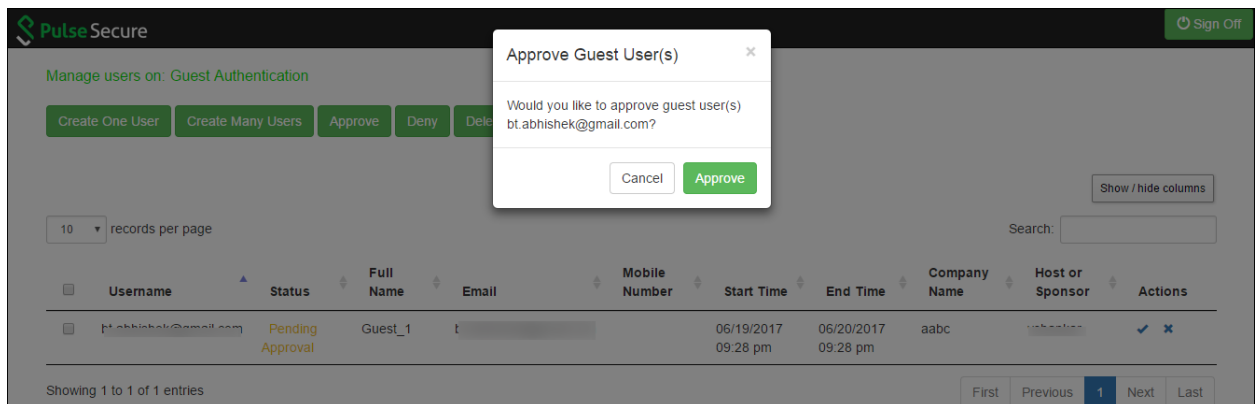 Pulse Secure
Sign Off
Approve Guest User(s)
×
Manage users on: Guest Authentication
Would you like to approve guest user(s)
bt.abhishek@gmail.com?
Create One User Create Many Users Approve Deny Dele
Cancel Approve
Show / hide columns
10 records per page
Search:
Username Status Full Name Email Mobile Number Start Time End Time Company Name Host or Sponsor Actions
Pending Approval Guest_1 06/19/2017 09:28 pm 06/20/2017 09:28 pm aabc
Showing 1 to 1 of 1 entries
First Previous 1 Next Last